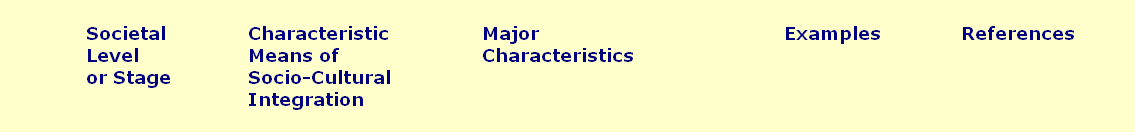 Societal
Level
or Stage
Characteristic
Means of
Socio-Cultural
Integration
Major
Characteristics
Examples
References